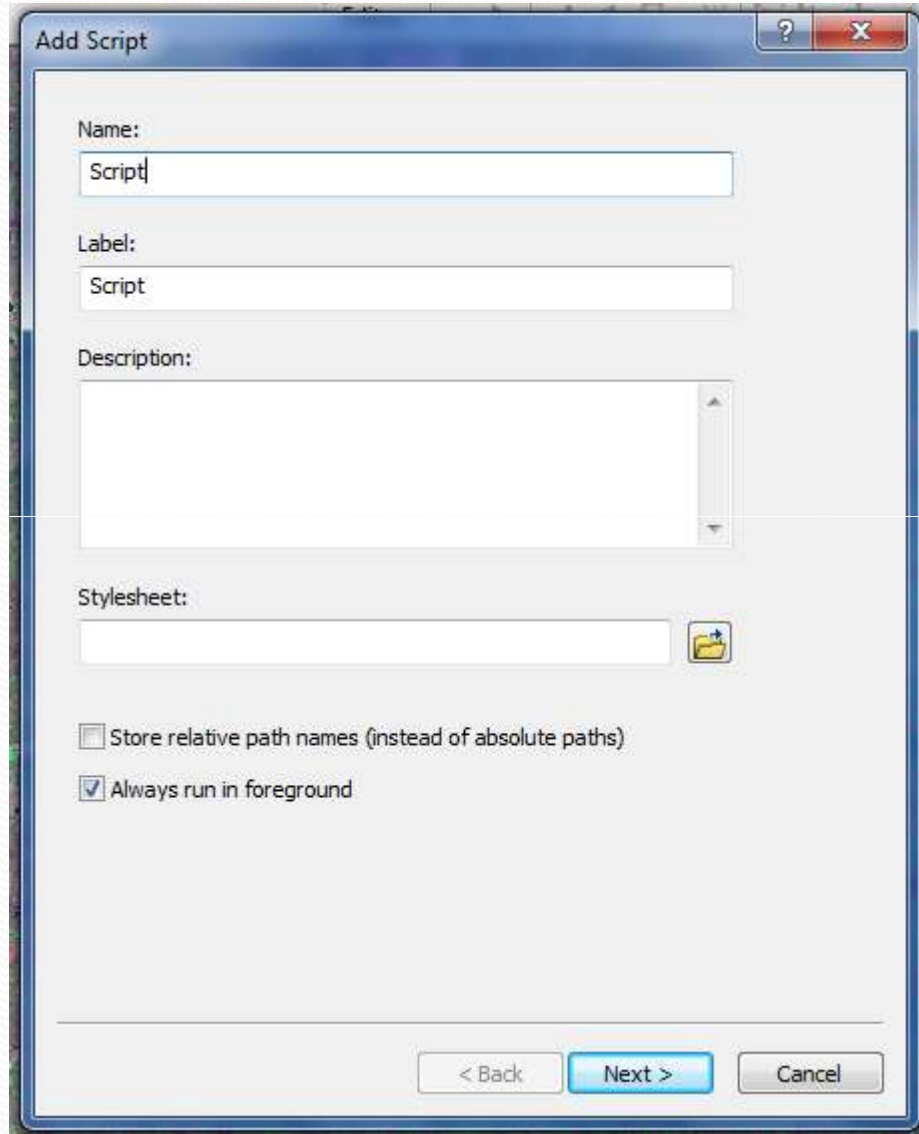 Add Script
Name:
Script
Label:
Script
Description:
Stylesheet:
Store relative path names (instead of absolute paths)
Always run in foreground
< Back
Next >
Cancel